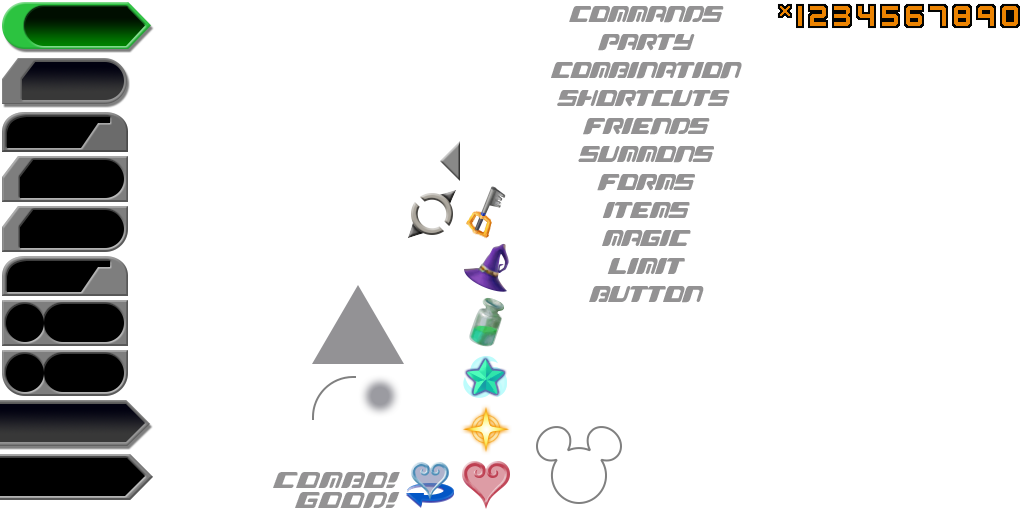 COMMANDS
×1234567890
PARTY
COMBINATION
SHORTCUTS
FRIENDS
SUMMONS
FORMS
ITEMS
MAGIC
LIMIT
BUTTON
COMBO!
GOOD!